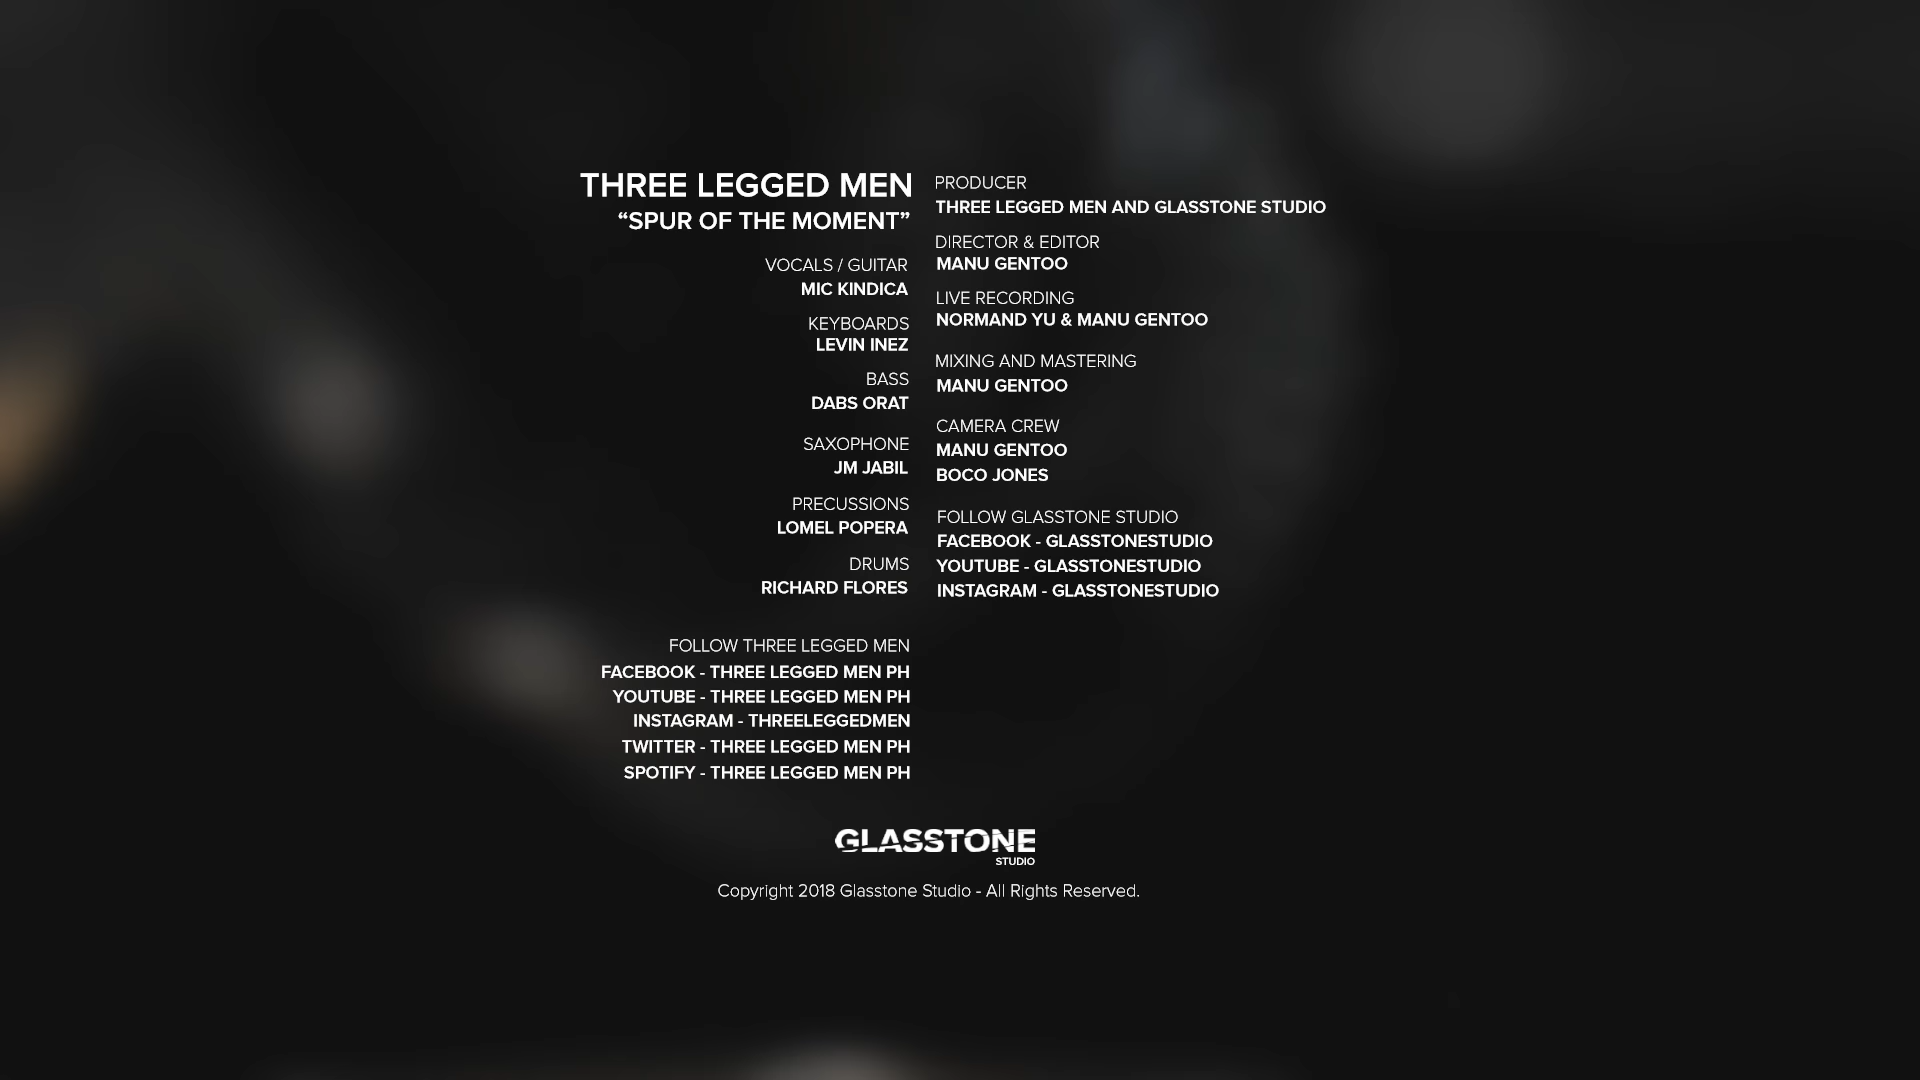 THREE LEGGED MEN
“SPUR OF THE MOMENT”
VOCALS / GUITAR
MIC KINDICA
KEYBOARDS
LEVIN INEZ
BASS
DABS ORAT
SAXOPHONE
JM JABIL
PRECUSSIONS
LOMEL POPERA
DRUMS
RICHARD FLORES
FOLLOW THREE LEGGED MEN
FACEBOOK - THREE LEGGED MEN PH
YOUTUBE - THREE LEGGED MEN PH
INSTAGRAM - THREELEGGEDMEN
TWITTER - THREE LEGGED MEN PH
SPOTIFY - THREE LEGGED MEN PH
PRODUCER
THREE LEGGED MEN AND GLASSTONE STUDIO
DIRECTOR & EDITOR
MANU GENTOO
LIVE RECORDING
NORMAND YU & MANU GENTOO
MIXING AND MASTERING
MANU GENTOO
CAMERA CREW
MANU GENTOO
BOCO JONES
FOLLOW GLASSTONE STUDIO
FACEBOOK - GLASSTONESTUDIO
YOUTUBE - GLASSTONESTUDIO
INSTAGRAM - GLASSTONESTUDIO
GLASSTONE
STUDIO
Copyright 2018 Glasstone Studio - All Rights Reserved.